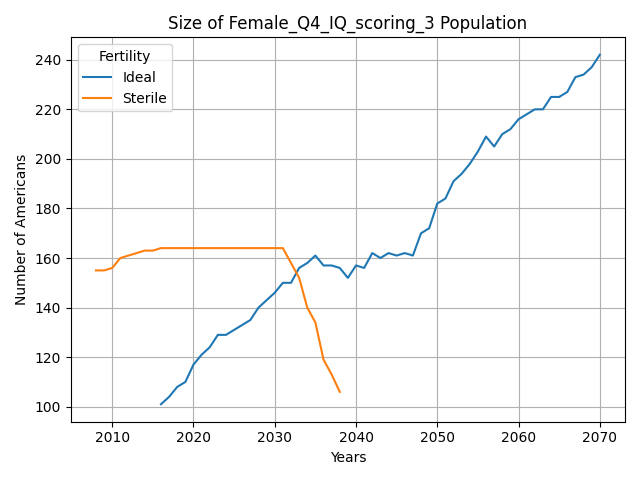 Size of Female_Q4_IQ_scoring_3 Population
Fertility
Ideal
Sterile
Number of Americans
240
220
200
180
160
140
120
100
2010
2020
2030
2040
2050
2060
2070
Years